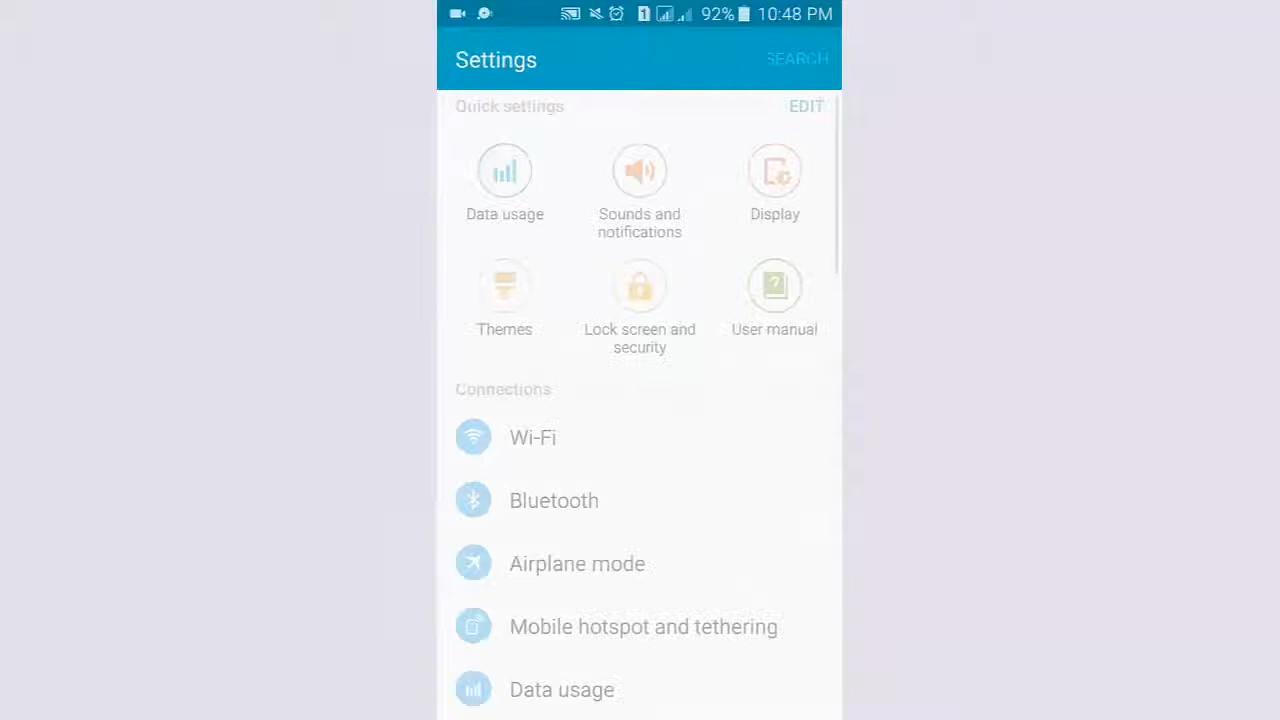 1 92% 10:48 PM
Settings SEARCH
Quick settings EDIT
Data usage
Sounds and
notifications
Display
Themes
Lock screen and
security
User manual
Connections
Wi-Fi
Bluetooth
Airplane mode
Mobile hotspot and tethering
Data usage